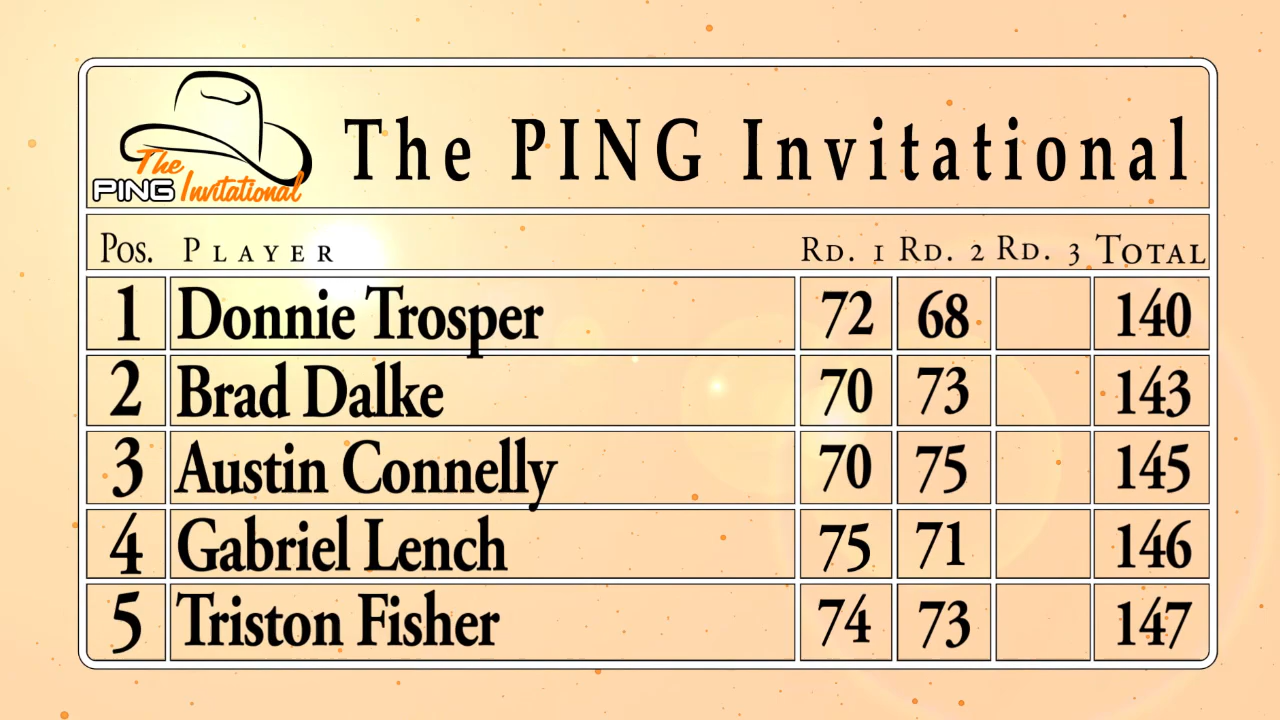 The
PING Invitational
The PING Invitational
Pos. Player Rd. 1 Rd. 2 Rd. 3 Total
1 Donnie Trosper 72 68 140
2 Brad Dalke 70 73 143
3 Austin Connelly 70 75 145
4 Gabriel Lench 75 71 146
5 Triston Fisher 74 73 147